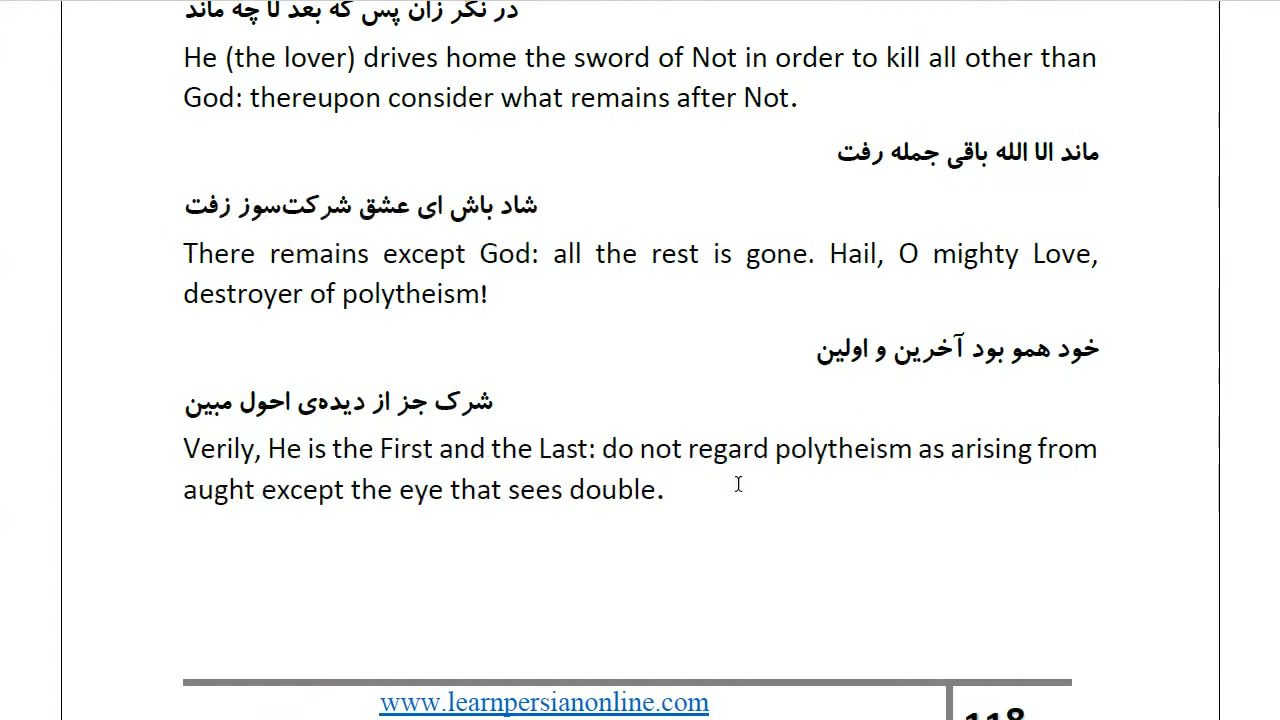 در نگر زان پس که بعد لا چه ماند
He (the lover) drives home the sword of Not in order to kill all other than
God: thereupon consider what remains after Not.
ماند الا الله باقی جمله رفت
شاد باش ای عشق شرکت‌سوز زفت
There remains except God: all the rest is gone. Hail, O mighty Love,
destroyer of polytheism!
خود همو بود آخرین و اولین
شرک جز از دیده‌ی احول مبین
Verily, He is the First and the Last: do not regard polytheism as arising from
aught except the eye that sees double.
www.learnpersianonline.com
118